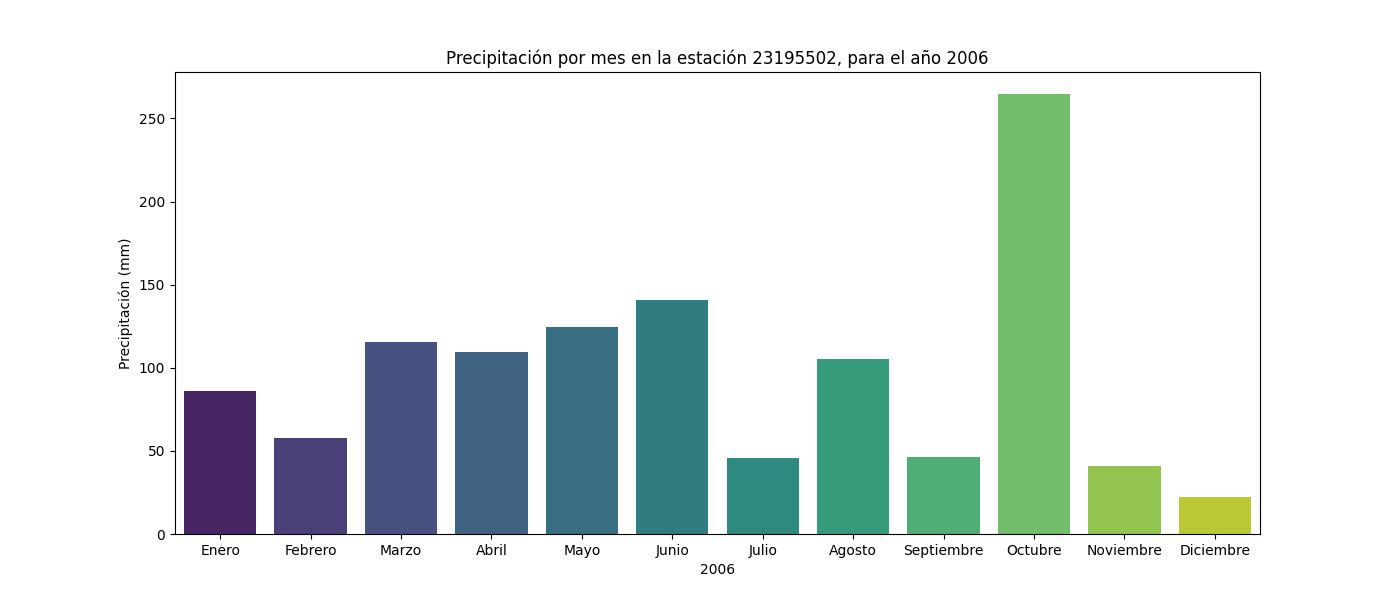 Precipitación por mes en la estación 23195502, para el año 2006
Precipitación (mm)
250
200
150
100
50
0
Enero Febrero Marzo Abril Mayo Junio Julio Agosto Septiembre Octubre Noviembre Diciembre
2006